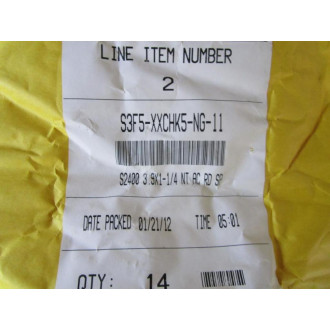 LINE ITEM NUMBER
2
S3F5-XXCHK5-NG-11
S2400 3.9K1-1/4 NT AC RD SP
DATE PACKED 01/21/12 TIME 05:01
QTY: 14